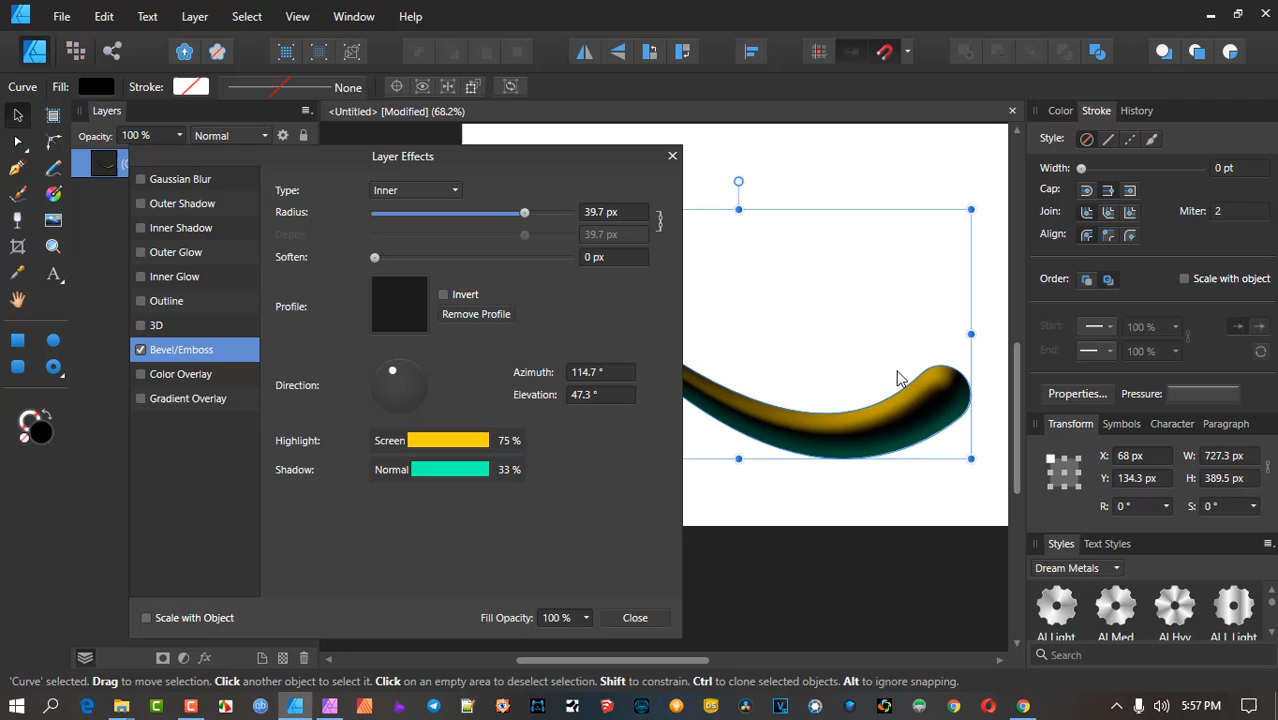 File Edit Text Layer Select View Window Help
Curve Fill: Stroke: None
Layers
<Untitled> [Modified] (68.2%)
Color Stroke History
Opacity: 100 % Normal
Style:
Layer Effects
Width: 0 pt
Gaussian Blur
Type: Inner
Cap:
Outer Shadow
Radius: 39.7 px
Join: Miter: 2
Inner Shadow
Depth: 39.7 px
Align:
Outer Glow
Soften: 0 px
Inner Glow
Order: Scale with object
Outline
Profile: Invert
Remove Profile
3D
Start: 100 %
Bevel/Emboss
End: 100 %
Color Overlay
Direction: Azimuth: 114.7 °
Elevation: 47.3 °
Gradient Overlay
Properties... Pressure:
Transform Symbols Character Paragraph
Highlight: Screen 75 %
X: 68 px W: 727.3 px
Shadow: Normal 33 %
Y: 134.3 px H: 389.5 px
R: 0 ° S: 0 °
Styles Text Styles
Dream Metals
Scale with Object Fill Opacity: 100 % Close
Al Light Al Med Al Hvy
Search
'Curve' selected. Drag to move selection. Click another object to select it. Click on an empty area to deselect selection. Shift to constrain. Ctrl to clone selected objects. Alt to ignore snapping.
5:57 PM